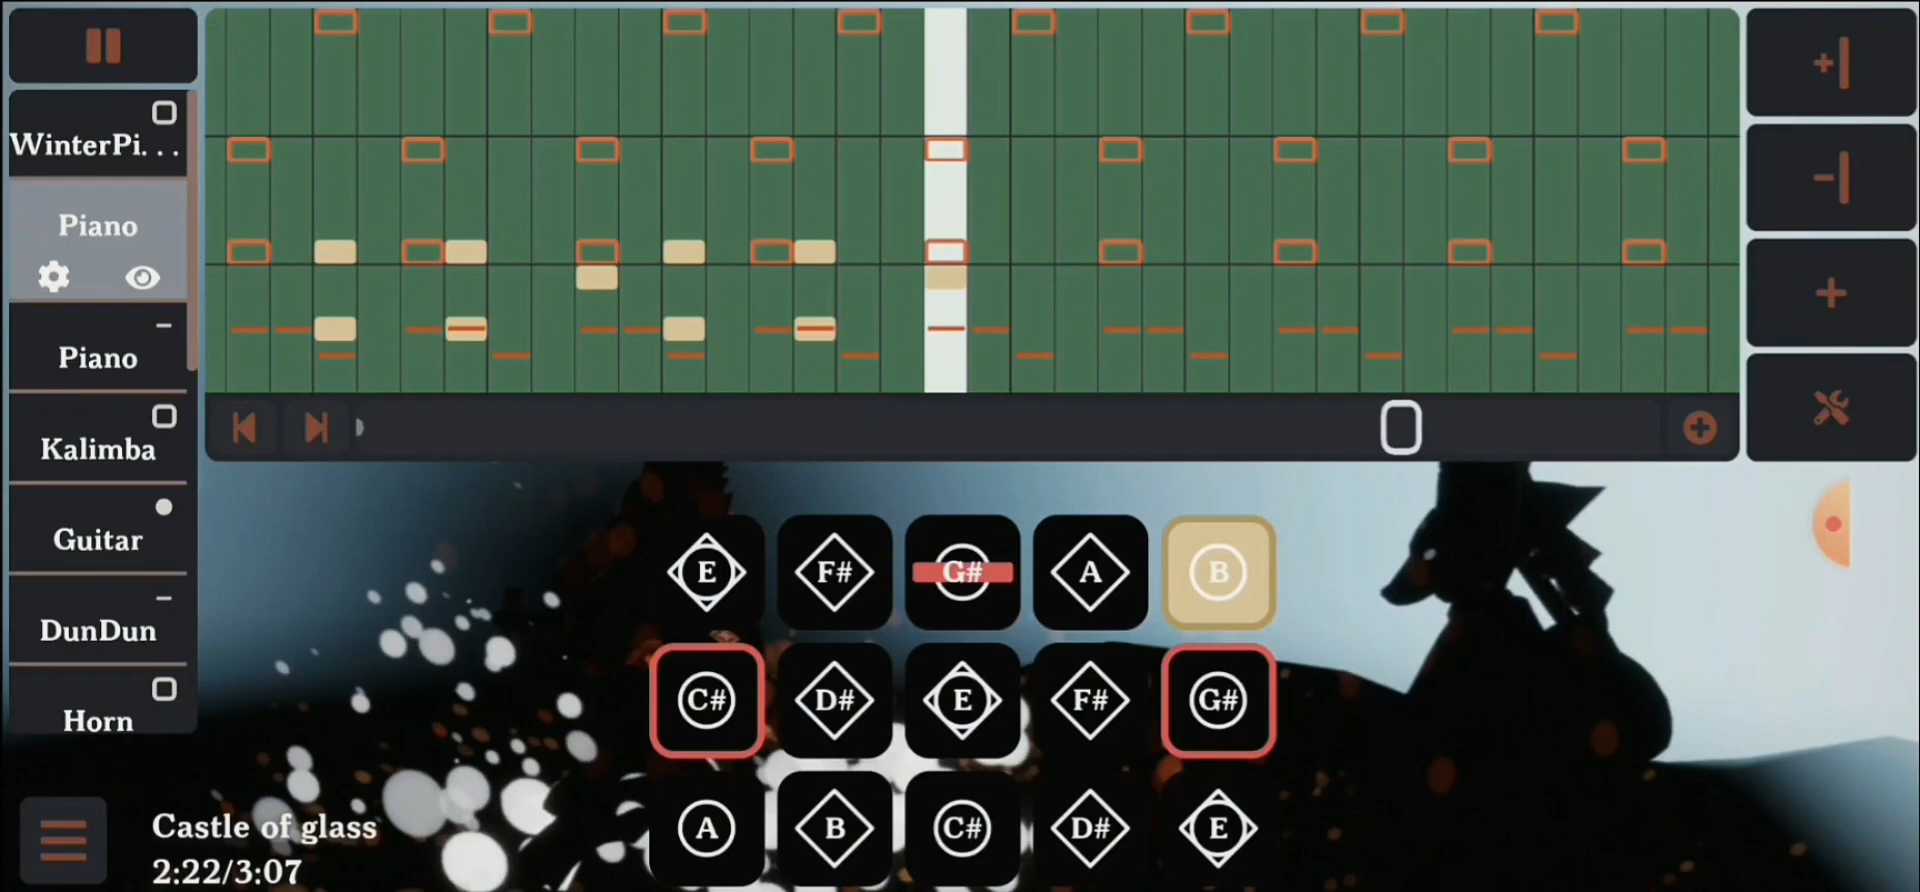 WinterPi. . .
Piano
Piano
Kalimba
Guitar
DunDun
Horn
E F# G# A B
C# D# E F# G#
A B C# D# E
Castle of glass
2:22/3:07